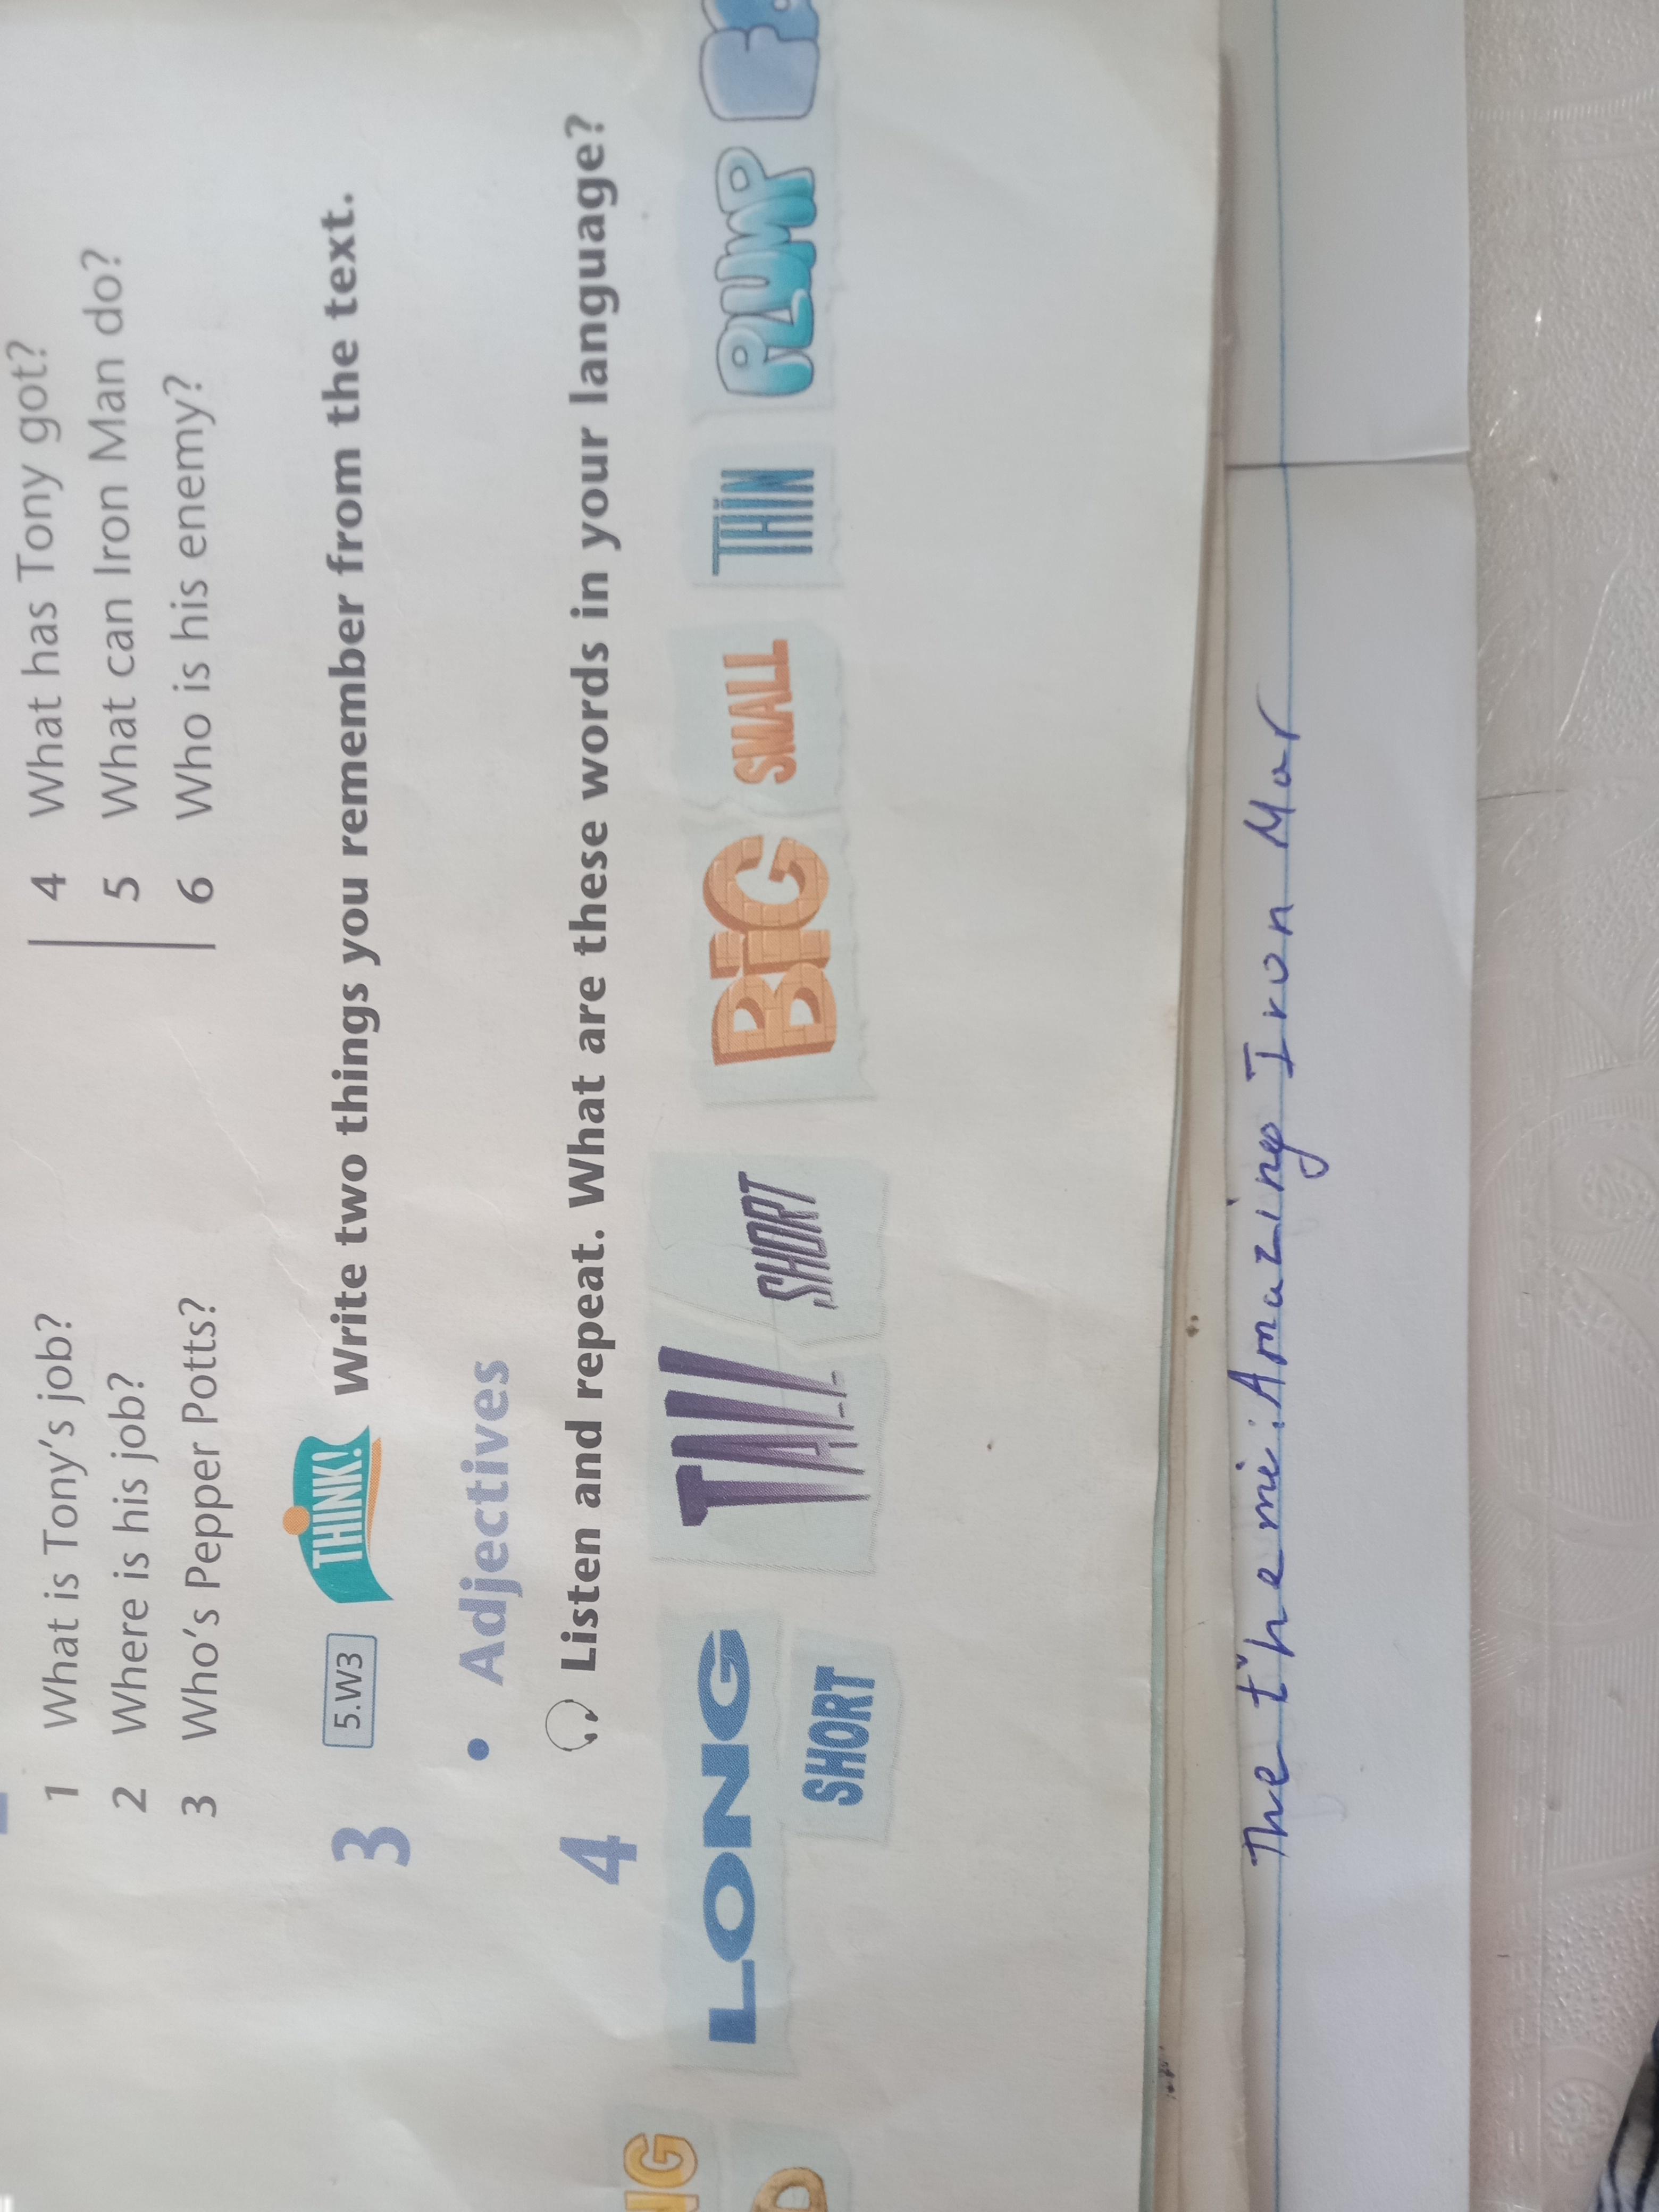 1 What is Tony's job?
2 Where is his job?
3 Who's Pepper Potts?
4 What has Tony got?
5 What can Iron Man do?
6 Who is his enemy?
3 5.W3 THINK! Write two things you remember from the text.
• Adjectives
4 Listen and repeat. What are these words in your language?
LONG SHORT
TALL SHORT
BIG SMALL
THIN PLUMP
The themi: Amazing Iron Mar